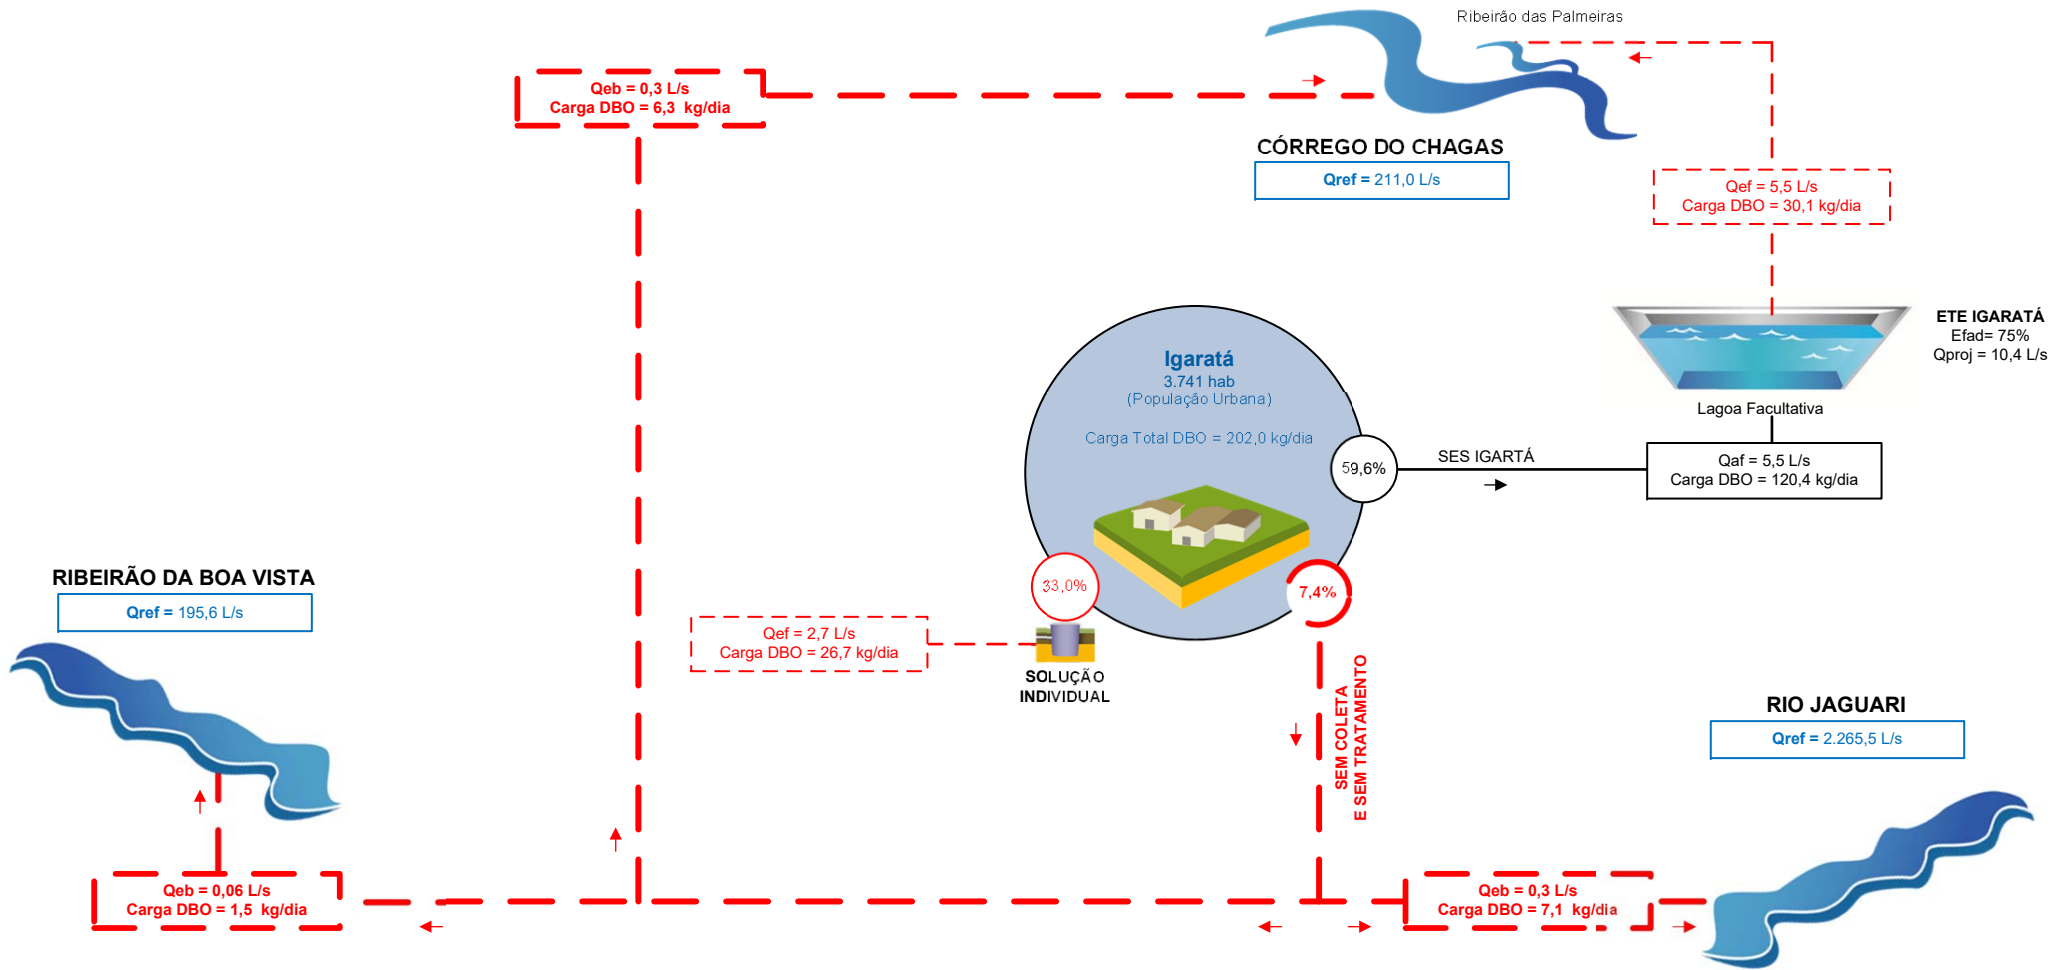 Ribeirão das Palmeiras
Qeb = 0,3 L/s
Carga DBO = 6,3 kg/dia
CÓRREGO DO CHAGAS
Qref = 211,0 L/s
Qef = 5,5 L/s
Carga DBO = 30,1 kg/dia
ETE IGARATÁ
Efad= 75%
Qproj = 10,4 L/s
Lagoa Facultativa
Igaratá
3.741 hab
(População Urbana)
Carga Total DBO = 202,0 kg/dia
59,6%
SES IGARTÁ
Qaf = 5,5 L/s
Carga DBO = 120,4 kg/dia
33,0%
7,4%
RIBEIRÃO DA BOA VISTA
Qref = 195,6 L/s
Qef = 2,7 L/s
Carga DBO = 26,7 kg/dia
SOLUÇÃO
INDIVIDUAL
SEM COLETA
E SEM TRATAMENTO
RIO JAGUARI
Qref = 2.265,5 L/s
Qeb = 0,06 L/s
Carga DBO = 1,5 kg/dia
Qeb = 0,3 L/s
Carga DBO = 7,1 kg/dia